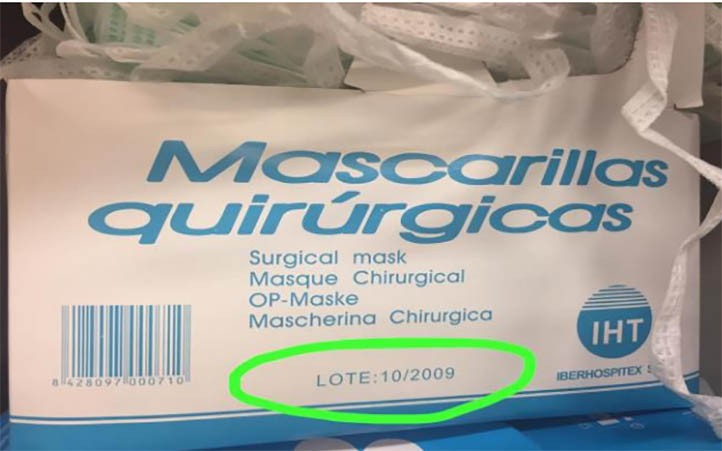 Mascarillas
quirúrgicas
Surgical mask
Masque Chirurgical
OP-Maske
Mascherina Chirurgica
IHT
8 428097 000710
LOTE:10/2009
IBERHOSPITEX S